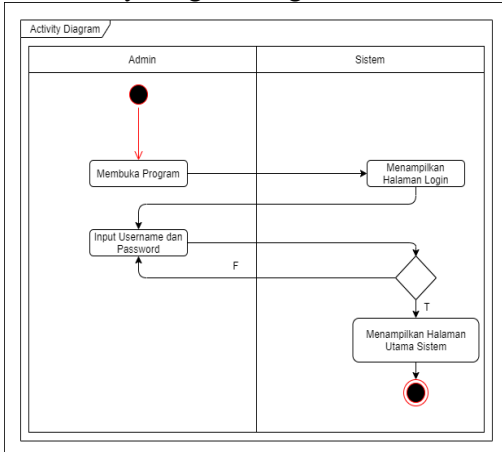 Activity Diagram
Admin
Sistem
Membuka Program
Menampilkan
Halaman Login
Input Username dan
Password
F
T
Menampilkan Halaman
Utama Sistem